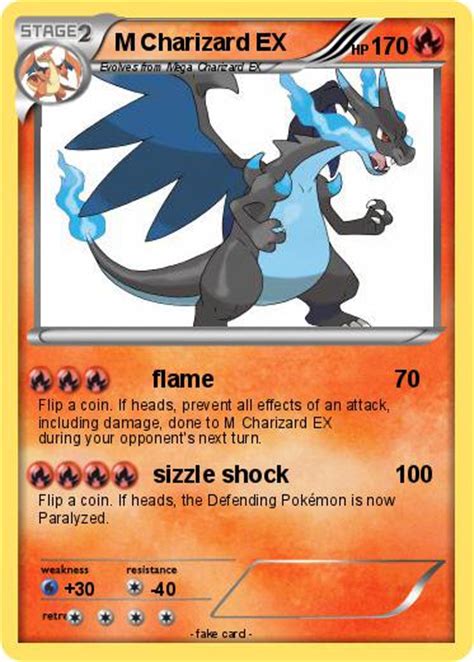 STAGE2
M Charizard EX
HP 170
Evolves from Mega Charizard EX
flame 70
Flip a coin. If heads, prevent all effects of an attack,
including damage, done to M Charizard EX
during your opponent's next turn.
sizzle shock 100
Flip a coin. If heads, the Defending Pokémon is now
Paralyzed.
weakness resistance
+30 -40
- fake card -